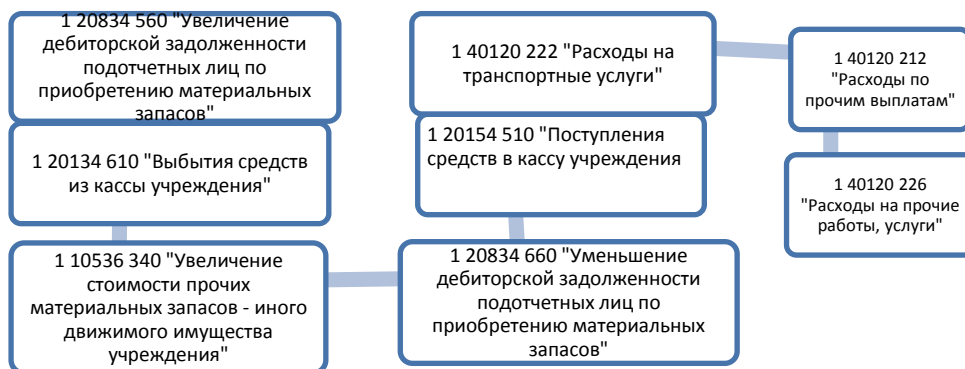 1 20834 560 "Увеличение
дебиторской задолженности
подотчетных лиц по
приобретению материальных
запасов"
1 20134 610 "Выбытия средств
из кассы учреждения"
1 10536 340 "Увеличение
стоимости прочих
материальных запасов - иного
движимого имущества
учреждения"
1 20834 660 "Уменьшение
дебиторской задолженности
подотчетных лиц по
приобретению материальных
запасов"
1 20154 510 "Поступления
средств в кассу учреждения
1 40120 222 "Расходы на
транспортные услуги"
1 40120 212
"Расходы по
прочим выплатам"
1 40120 226
"Расходы на прочие
работы, услуги"